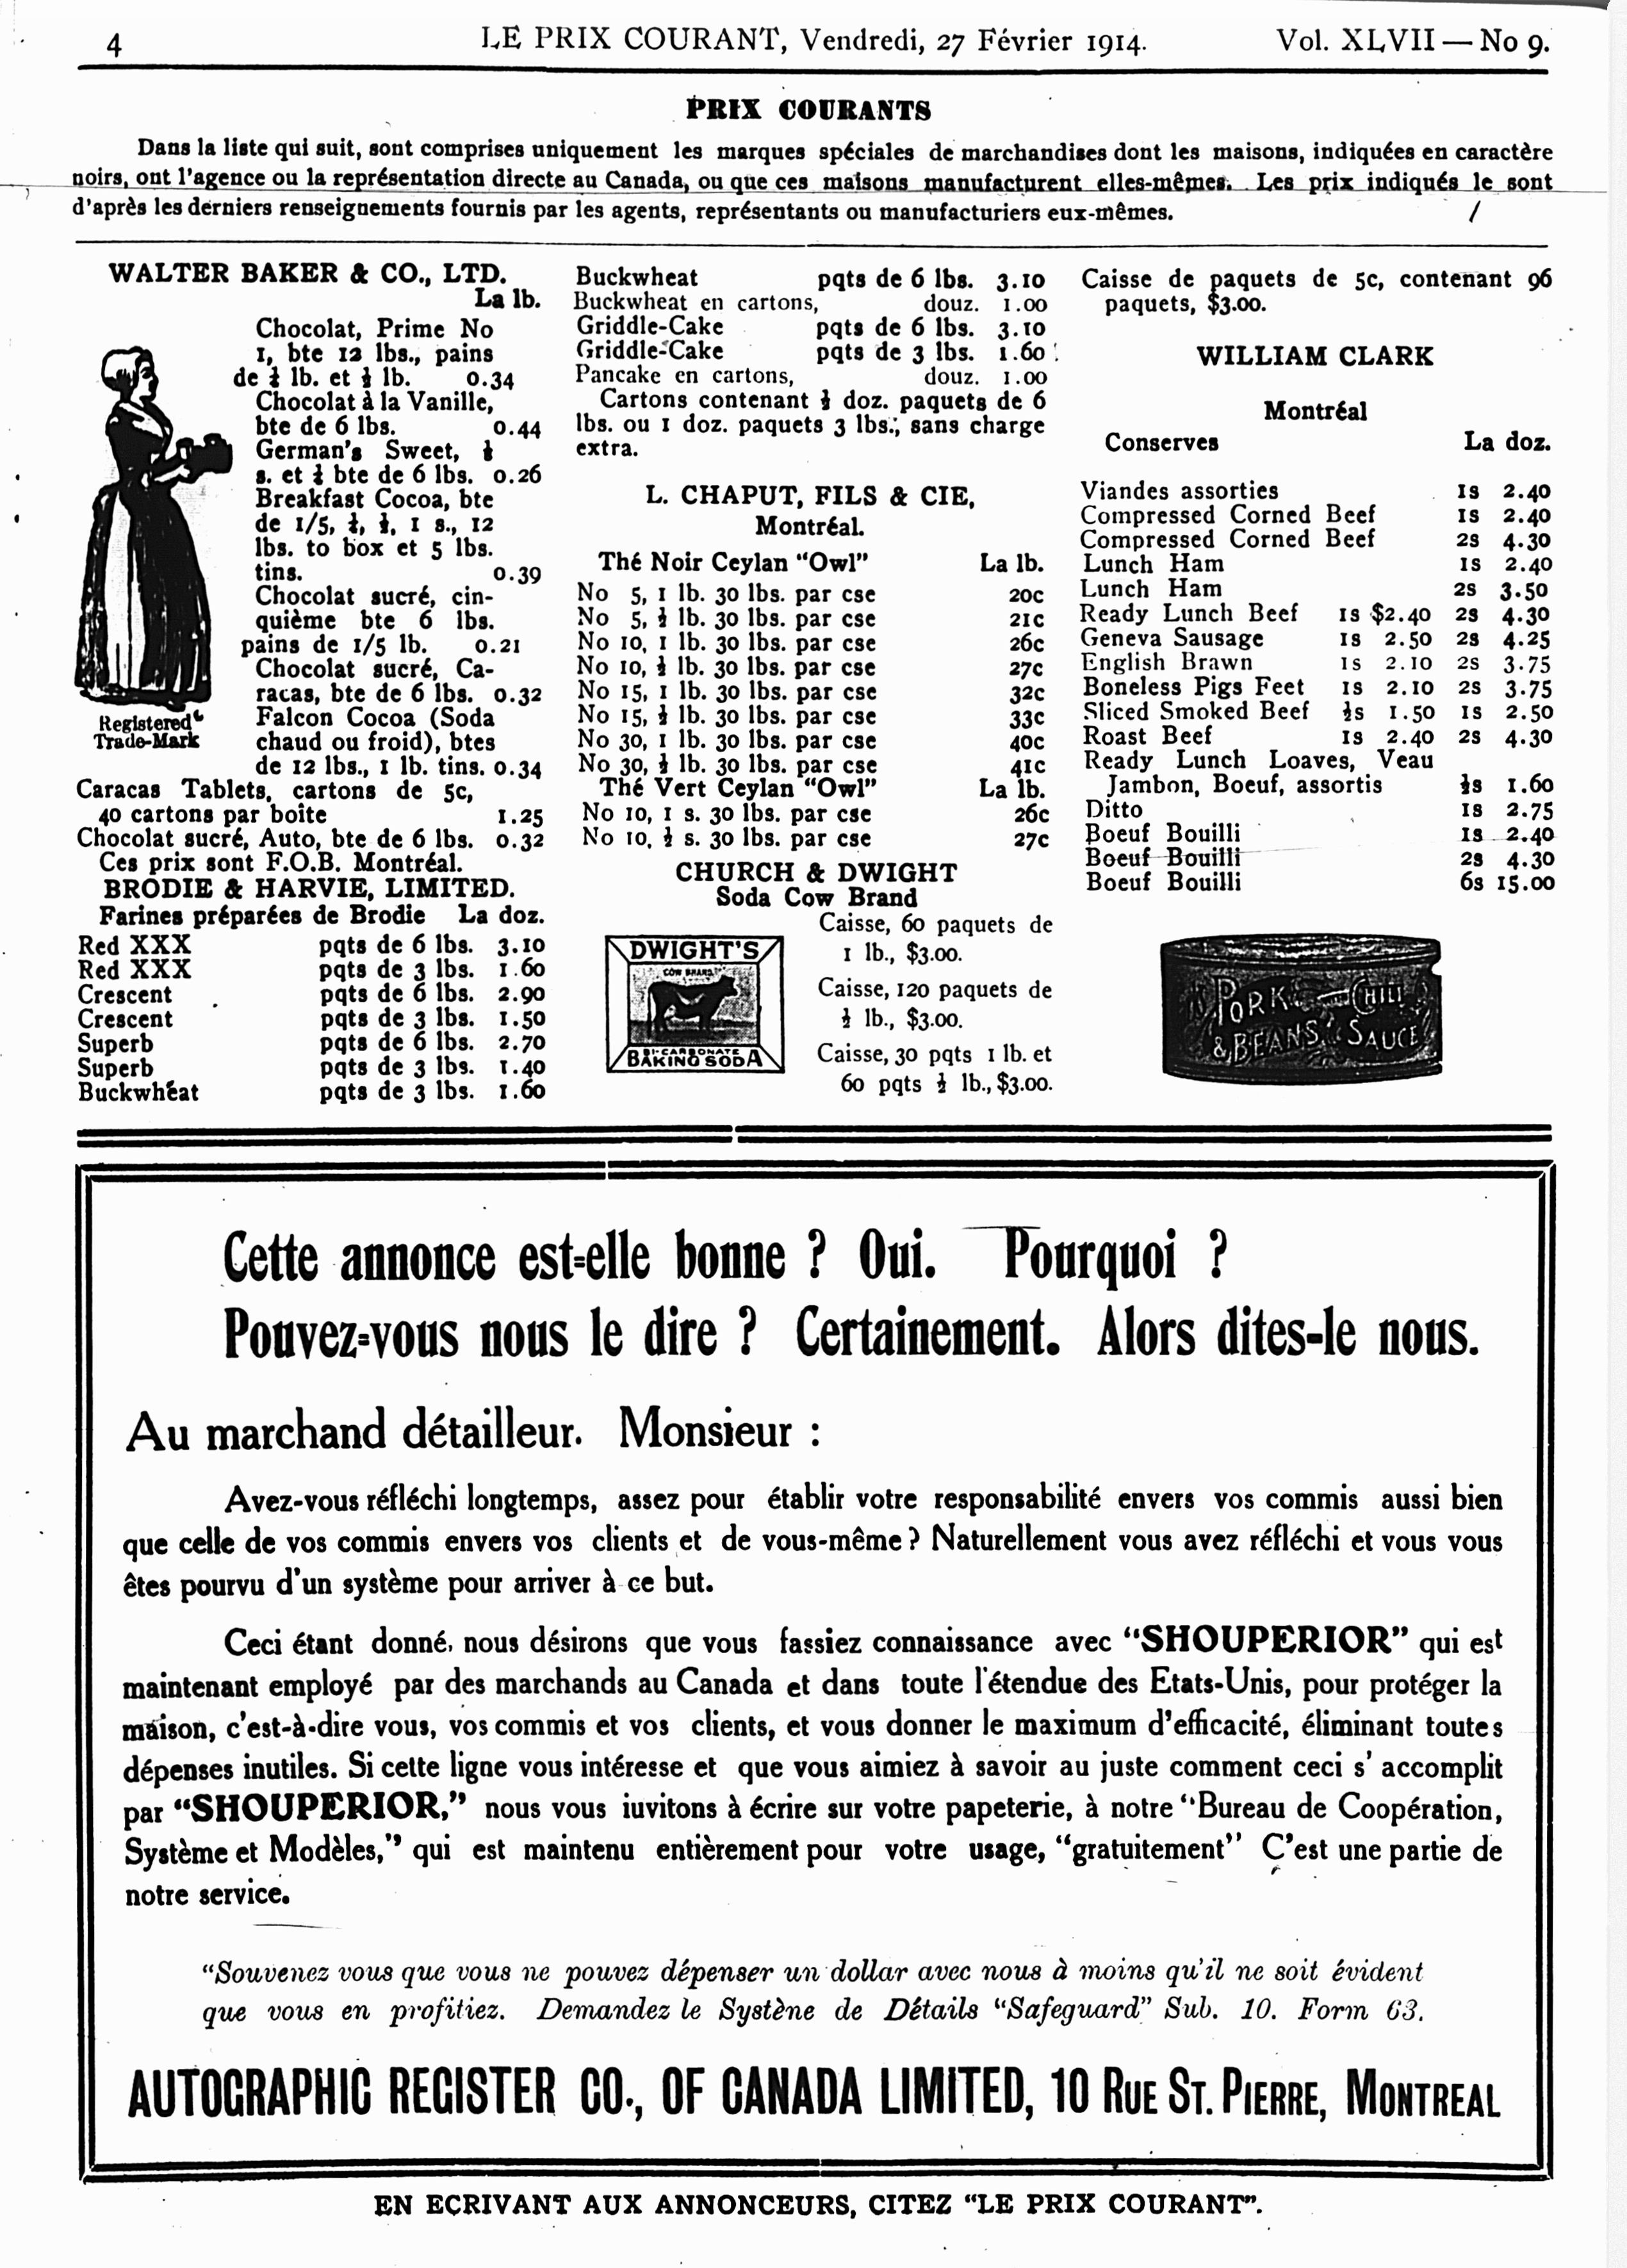 4
LE PRIX COURANT, Vendredi, 27 Février 1914.
Vol. XLVII — No 9.
PRIX COURANTS
Dans la liste qui suit, sont comprises uniquement les marques spéciales de marchandises dont les maisons, indiquées en caractère
noirs, ont l'agence ou la représentation directe au Canada, ou que ces maisons manufacturent elles-mêmes. Les prix indiqués le sont
d'après les derniers renseignements fournis par les agents, représentants ou manufacturiers eux-mêmes.
WALTER BAKER & CO., LTD.
La lb.
Chocolat, Prime No
1, bte 12 lbs., pains
de ¼ lb. et ½ lb. 0.34
Chocolat à la Vanille,
bte de 6 lbs. 0.44
German's Sweet, ¼
s. et ½ bte de 6 lbs. 0.26
Breakfast Cocoa, bte
de 1/5, ¼, ½, 1 s., 12
lbs. to box et 5 lbs.
tins. 0.39
Chocolat sucré, cin-
quième bte 6 lbs.
pains de 1/5 lb. 0.21
Chocolat sucré, Ca-
racas, bte de 6 lbs. 0.32
Falcon Cocoa (Soda
chaud ou froid), btes
de 12 lbs., 1 lb. tins. 0.34
Registered
Trade-Mark
Caracas Tablets, cartons de 5c,
40 cartons par boite 1.25
Chocolat sucré, Auto, bte de 6 lbs. 0.32
Ces prix sont F.O.B. Montréal.
BRODIE & HARVIE, LIMITED.
Farines préparées de Brodie La doz.
Red XXX pqts de 6 lbs. 3.10
Red XXX pqts de 3 lbs. 1.60
Crescent pqts de 6 lbs. 2.90
Crescent pqts de 3 lbs. 1.50
Superb pqts de 6 lbs. 2.70
Superb pqts de 3 lbs. 1.40
Buckwheat pqts de 3 lbs. 1.60
Buckwheat pqts de 6 lbs. 3.10
Buckwheat en cartons, douz. 1.00
Griddle-Cake pqts de 6 lbs. 3.10
Griddle-Cake pqts de 3 lbs. 1.60
Pancake en cartons, douz. 1.00
Cartons contenant ½ doz. paquets de 6
lbs. ou 1 doz. paquets 3 lbs., sans charge
extra.
L. CHAPUT, FILS & CIE,
Montréal.
Thé Noir Ceylan "Owl" La lb.
No 5, 1 lb. 30 lbs. par cse 20c
No 5, ½ lb. 30 lbs. par cse 21c
No 10, 1 lb. 30 lbs. par cse 26c
No 10, ½ lb. 30 lbs. par cse 27c
No 15, 1 lb. 30 lbs. par cse 32c
No 15, ½ lb. 30 lbs. par cse 33c
No 30, 1 lb. 30 lbs. par cse 40c
No 30, ½ lb. 30 lbs. par cse 41c
Thé Vert Ceylan "Owl" La lb.
No 10, 1 s. 30 lbs. par cse 26c
No 10, ½ s. 30 lbs. par cse 27c
CHURCH & DWIGHT
Soda Cow Brand
DWIGHT'S
COW BRAND
BI-CARBONATE
BAKING SODA
Caisse, 60 paquets de
1 lb., $3.00.
Caisse, 120 paquets de
½ lb., $3.00.
Caisse, 30 pqts 1 lb. et
60 pqts ½ lb., $3.00.
Caisse de paquets de 5c, contenant 96
paquets, $3.00.
WILLIAM CLARK
Montréal
Conserves La doz.
Viandes assorties 1s 2.40
Compressed Corned Beef 1s 2.40
Compressed Corned Beef 2s 4.30
Lunch Ham 1s 2.40
Lunch Ham 2s 3.50
Ready Lunch Beef 1s $2.40 2s 4.30
Geneva Sausage 1s 2.50 2s 4.25
English Brawn 1s 2.10 2s 3.75
Boneless Pigs Feet 1s 2.10 2s 3.75
Sliced Smoked Beef ½s 1.50 1s 2.50
Roast Beef 1s 2.40 2s 4.30
Ready Lunch Loaves, Veau
Jambon, Boeuf, assortis ½s 1.60
Ditto 1s 2.75
Boeuf Bouilli 1s 2.40
Boeuf Bouilli 2s 4.30
Boeuf Bouilli 6s 15.00
PORK & BEANS
CHILI SAUCE
Cette annonce est-elle bonne ? Oui. Pourquoi ?
Pouvez-vous nous le dire ? Certainement. Alors dites-le nous.
Au marchand détailleur. Monsieur :
Avez-vous réfléchi longtemps, assez pour établir votre responsabilité envers vos commis aussi bien
que celle de vos commis envers vos clients et de vous-même ? Naturellement vous avez réfléchi et vous vous
êtes pourvu d'un système pour arriver à ce but.
Ceci étant donné, nous désirons que vous fassiez connaissance avec "SHOUPERIOR" qui est
maintenant employé par des marchands au Canada et dans toute l'étendue des Etats-Unis, pour protéger la
maison, c'est-à-dire vous, vos commis et vos clients, et vous donner le maximum d'efficacité, éliminant toutes
dépenses inutiles. Si cette ligne vous intéresse et que vous aimiez à savoir au juste comment ceci s' accomplit
par "SHOUPERIOR," nous vous iuvitons à écrire sur votre papeterie, à notre "Bureau de Coopération,
Système et Modèles," qui est maintenu entièrement pour votre usage, "gratuitement" C'est une partie de
notre service.
"Souvenez vous que vous ne pouvez dépenser un dollar avec nous à moins qu'il ne soit évident
que vous en profitiez. Demandez le Systène de Détails "Safeguard" Sub. 10. Form 63.
AUTOGRAPHIC REGISTER CO., OF CANADA LIMITED, 10 RUE ST. PIERRE, MONTREAL
EN ECRIVANT AUX ANNONCEURS, CITEZ "LE PRIX COURANT".